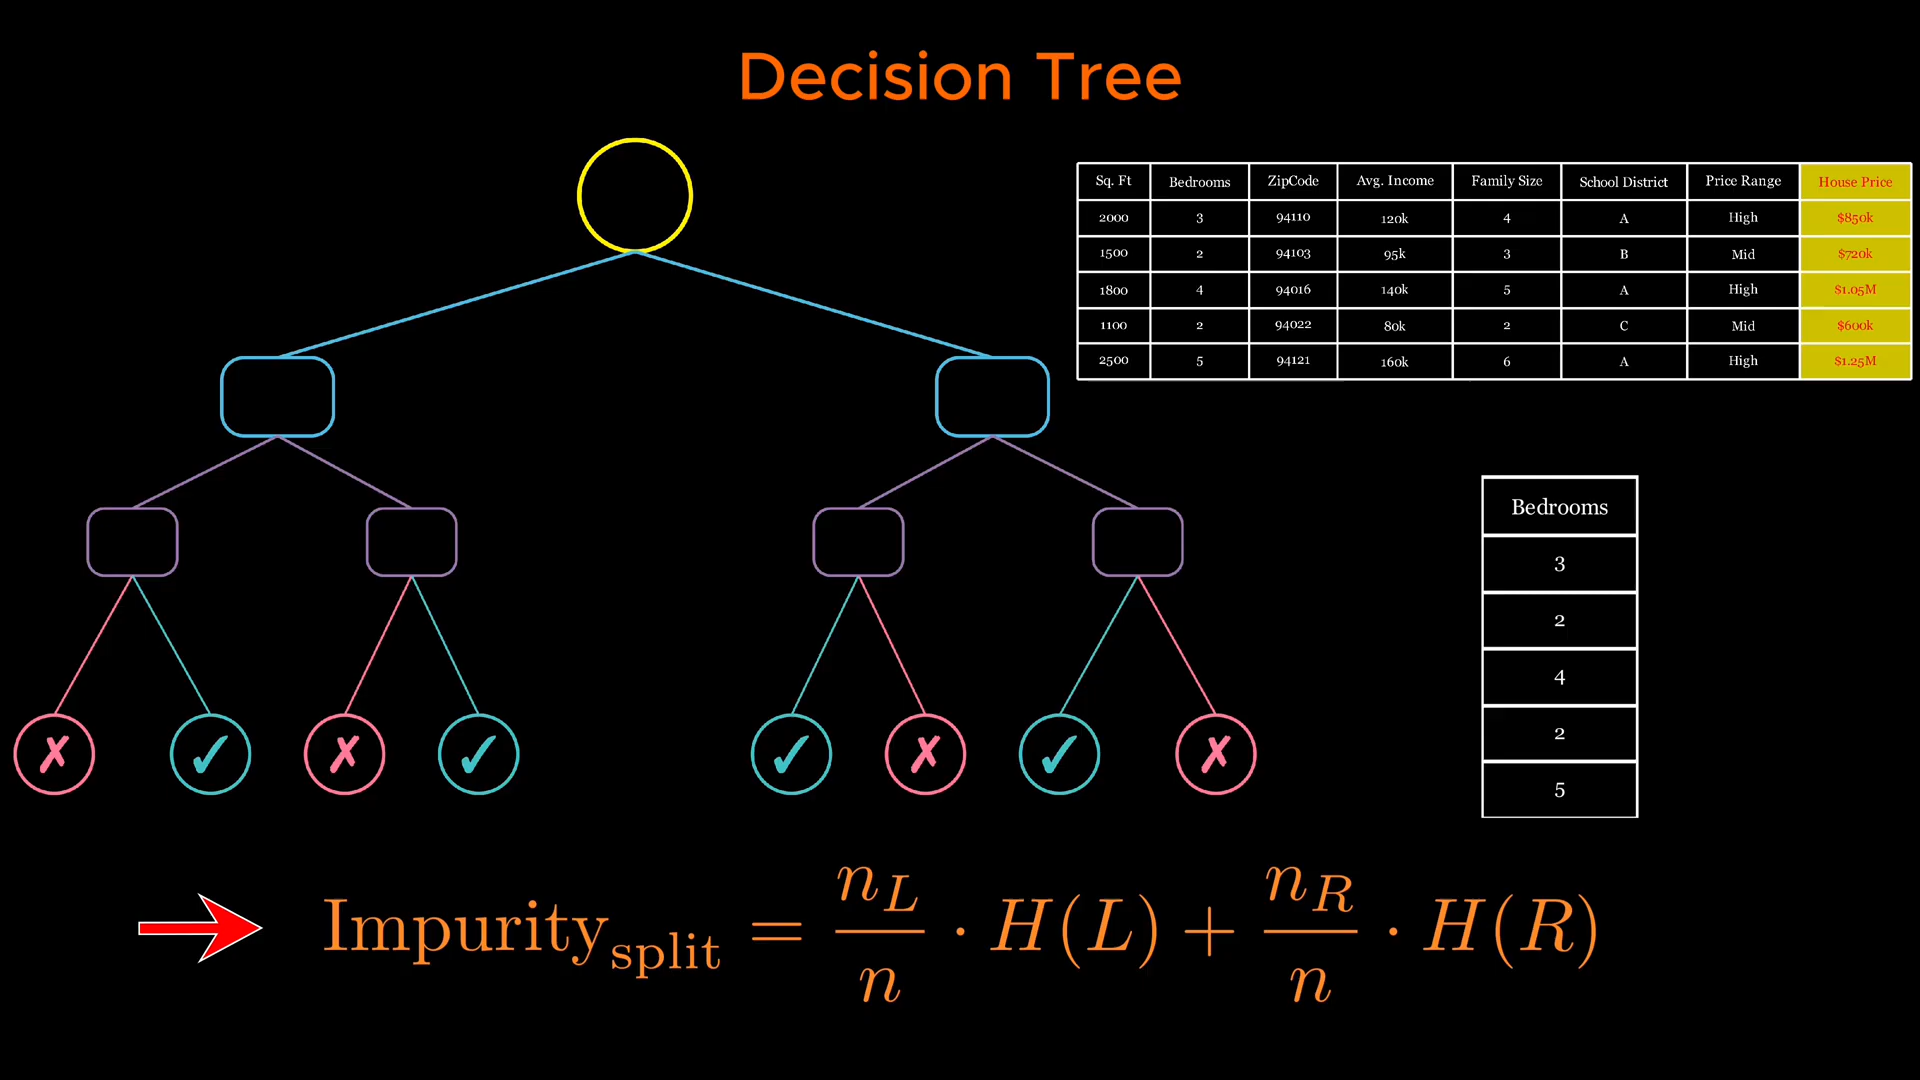 Decision Tree
Sq. Ft Bedrooms ZipCode Avg. Income Family Size School District Price Range House Price
2000 3 94110 120k 4 A High $850k
1500 2 94103 95k 3 B Mid $720k
1800 4 94016 140k 5 A High $1.05M
1100 2 94022 80k 2 C Mid $600k
2500 5 94121 160k 6 A High $1.25M
Bedrooms
3
2
4
2
5
✗ ✓ ✗ ✓ ✓ ✗ ✓ ✗
Impurity_split = n_L/n · H(L) + n_R/n · H(R)